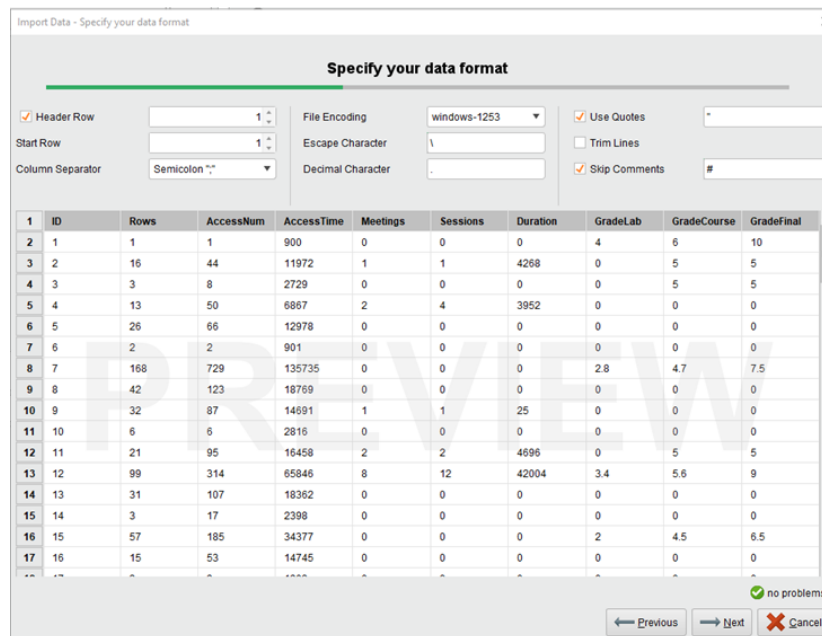 Import Data - Specify your data format
Specify your data format
Header Row 1 File Encoding windows-1253 Use Quotes "
Start Row 1 Escape Character \ Trim Lines
Column Separator Semicolon ";" Decimal Character . Skip Comments #
1 ID Rows AccessNum AccessTime Meetings Sessions Duration GradeLab GradeCourse GradeFinal
2 1 1 1 900 0 0 0 4 6 10
3 2 16 44 11972 1 1 4268 0 5 5
4 3 3 8 2729 0 0 0 0 5 5
5 4 13 50 6867 2 4 3952 0 0 0
6 5 26 66 12978 0 0 0 0 0 0
7 6 2 2 901 0 0 0 0 0 0
8 7 168 729 135735 0 0 0 2.8 4.7 7.5
9 8 42 123 18769 0 0 0 0 0 0
10 9 32 87 14691 1 1 25 0 0 0
11 10 6 6 2816 0 0 0 0 0 0
12 11 21 95 16458 2 2 4696 0 5 5
13 12 99 314 65846 8 12 42004 3.4 5.6 9
14 13 31 107 18362 0 0 0 0 0 0
15 14 3 17 2398 0 0 0 0 0 0
16 15 57 185 34377 0 0 0 2 4.5 6.5
17 16 15 53 14745 0 0 0 0 0 0
PREVIEW
no problems
Previous Next Cancel